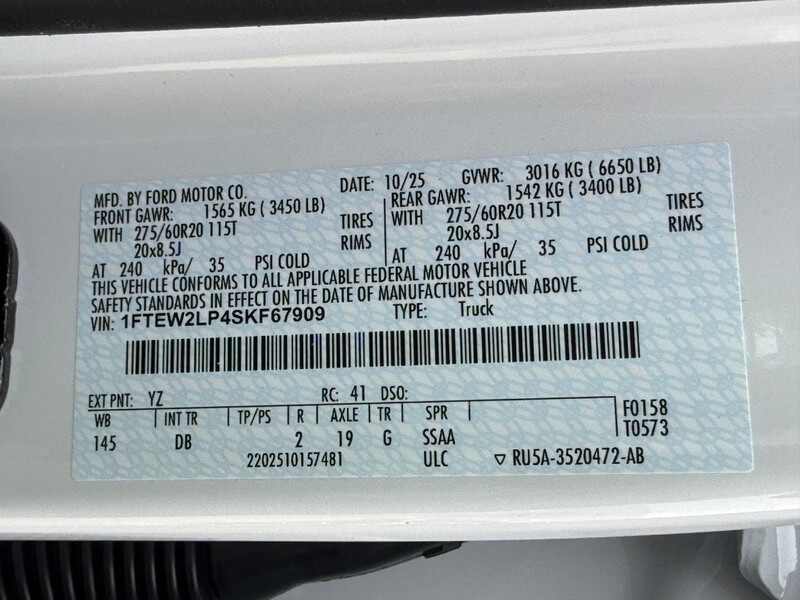 MFD. BY FORD MOTOR CO. DATE: 10/25 GVWR: 3016 KG ( 6650 LB)
FRONT GAWR: 1565 KG ( 3450 LB) REAR GAWR: 1542 KG ( 3400 LB)
WITH 275/60R20 115T TIRES WITH 275/60R20 115T TIRES
20x8.5J RIMS 20x8.5J RIMS
AT 240 kPa/ 35 PSI COLD AT 240 kPa/ 35 PSI COLD
THIS VEHICLE CONFORMS TO ALL APPLICABLE FEDERAL MOTOR VEHICLE
SAFETY STANDARDS IN EFFECT ON THE DATE OF MANUFACTURE SHOWN ABOVE.
VIN: 1FTEW2LP4SKF67909 TYPE: Truck
EXT PNT: YZ RC: 41 DSO:
WB INT TR TP/PS R AXLE TR SPR F0158
145 DB 2 19 G SSAA T0573
2202510157481 ULC ▽ RU5A-3520472-AB